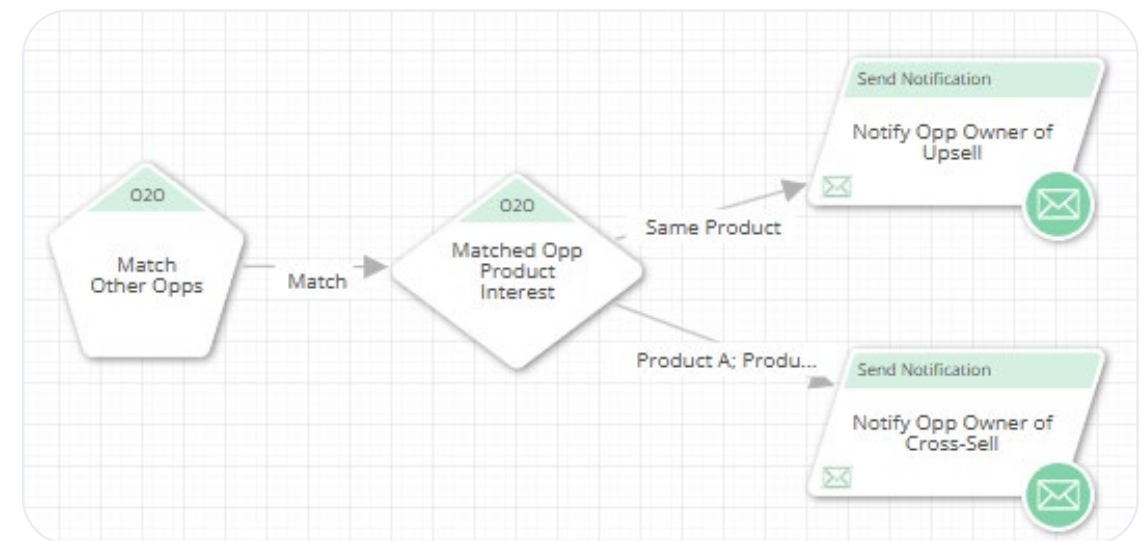 O2O
Match
Other Opps
Match
O2O
Matched Opp
Product
Interest
Same Product
Send Notification
Notify Opp Owner of
Upsell
Product A; Produ...
Send Notification
Notify Opp Owner of
Cross-Sell